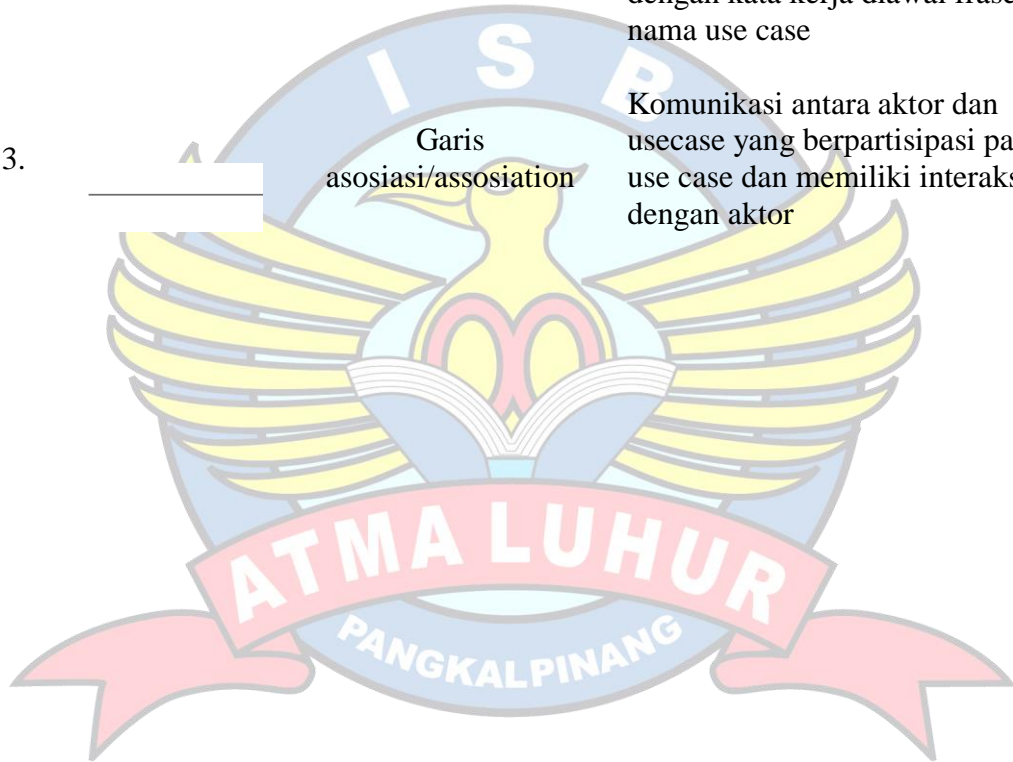 dengan kata kerja diawal frase
nama use case
3.
Garis
asosiasi/assosiation
Komunikasi antara aktor dan
usecase yang berpartisipasi pa
use case dan memiliki interaks
dengan aktor
I S B
ATMA LUHUR
PANGKALPINANG